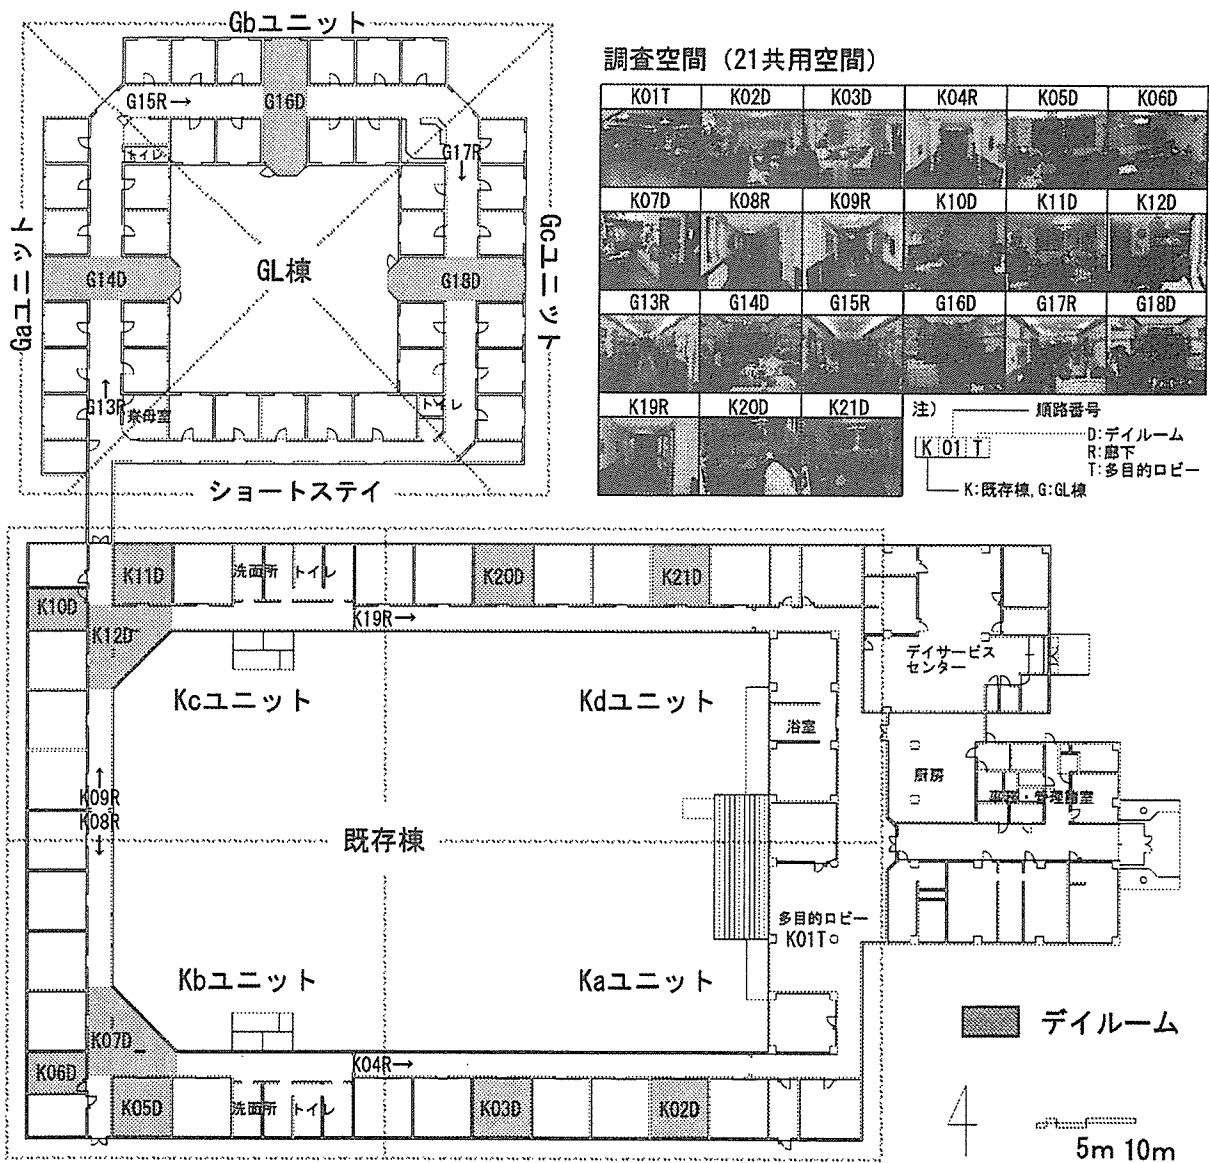 Gbユニット
G15R→
G16D
G17R
↓
トイレ
Gaユニット
GL棟
Gcユニット
G14D
G18D
↑
G13R
寮母室
トイレ
ショートステイ
調査空間（21共用空間）
K01T K02D K03D K04R K05D K06D
K07D K08R K09R K10D K11D K12D
G13R G14D G15R G16D G17R G18D
K19R K20D K21D
注）
順路番号
K 01 T
D:デイルーム
R:廊下
T:多目的ロビー
K:既存棟, G:GL棟
K11D
洗面所
トイレ
K20D
K21D
K10D
K12D
K19R→
デイサービス
センター
Kcユニット
Kdユニット
浴室
厨房
↑
K09R
K08R
↓
既存棟
多目的ロビー
K01T
Kbユニット
Kaユニット
K07D
K06D
K04R→
K05D
洗面所
トイレ
K03D
K02D
デイルーム
5m 10m